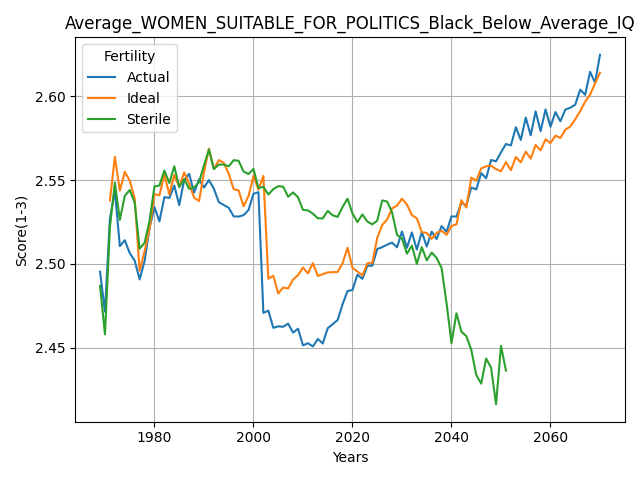 Average_WOMEN_SUITABLE_FOR_POLITICS_Black_Below_Average_IQ
Fertility
Actual
Ideal
Sterile
Score(1-3)
2.60
2.55
2.50
2.45
1980 2000 2020 2040 2060
Years